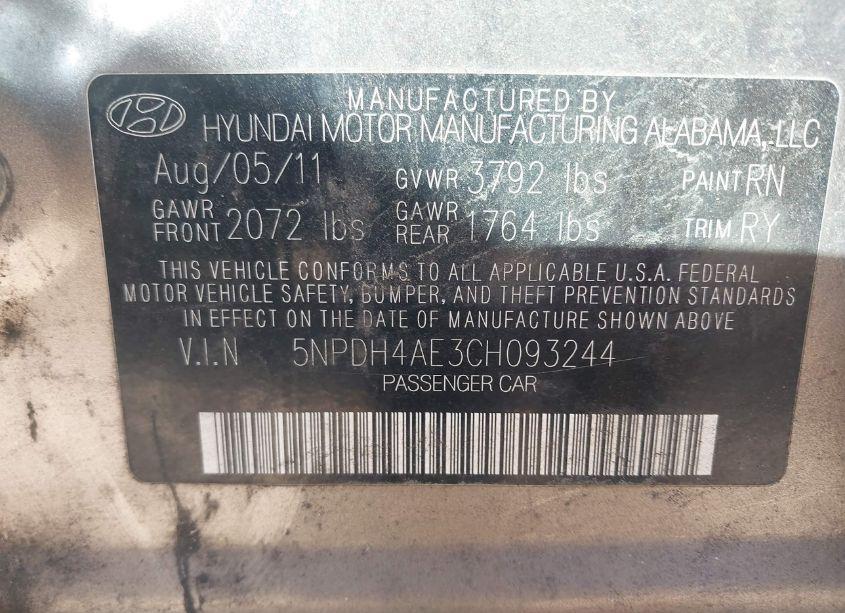 MANUFACTURED BY
HYUNDAI MOTOR MANUFACTURING ALABAMA, LLC
Aug/05/11 GVWR 3792 lbs PAINT RN
GAWR FRONT 2072 lbs GAWR REAR 1764 lbs TRIM RY
THIS VEHICLE CONFORMS TO ALL APPLICABLE U.S.A. FEDERAL
MOTOR VEHICLE SAFETY, BUMPER, AND THEFT PREVENTION STANDARDS
IN EFFECT ON THE DATE OF MANUFACTURE SHOWN ABOVE
V.I.N 5NPDH4AE3CH093244
PASSENGER CAR